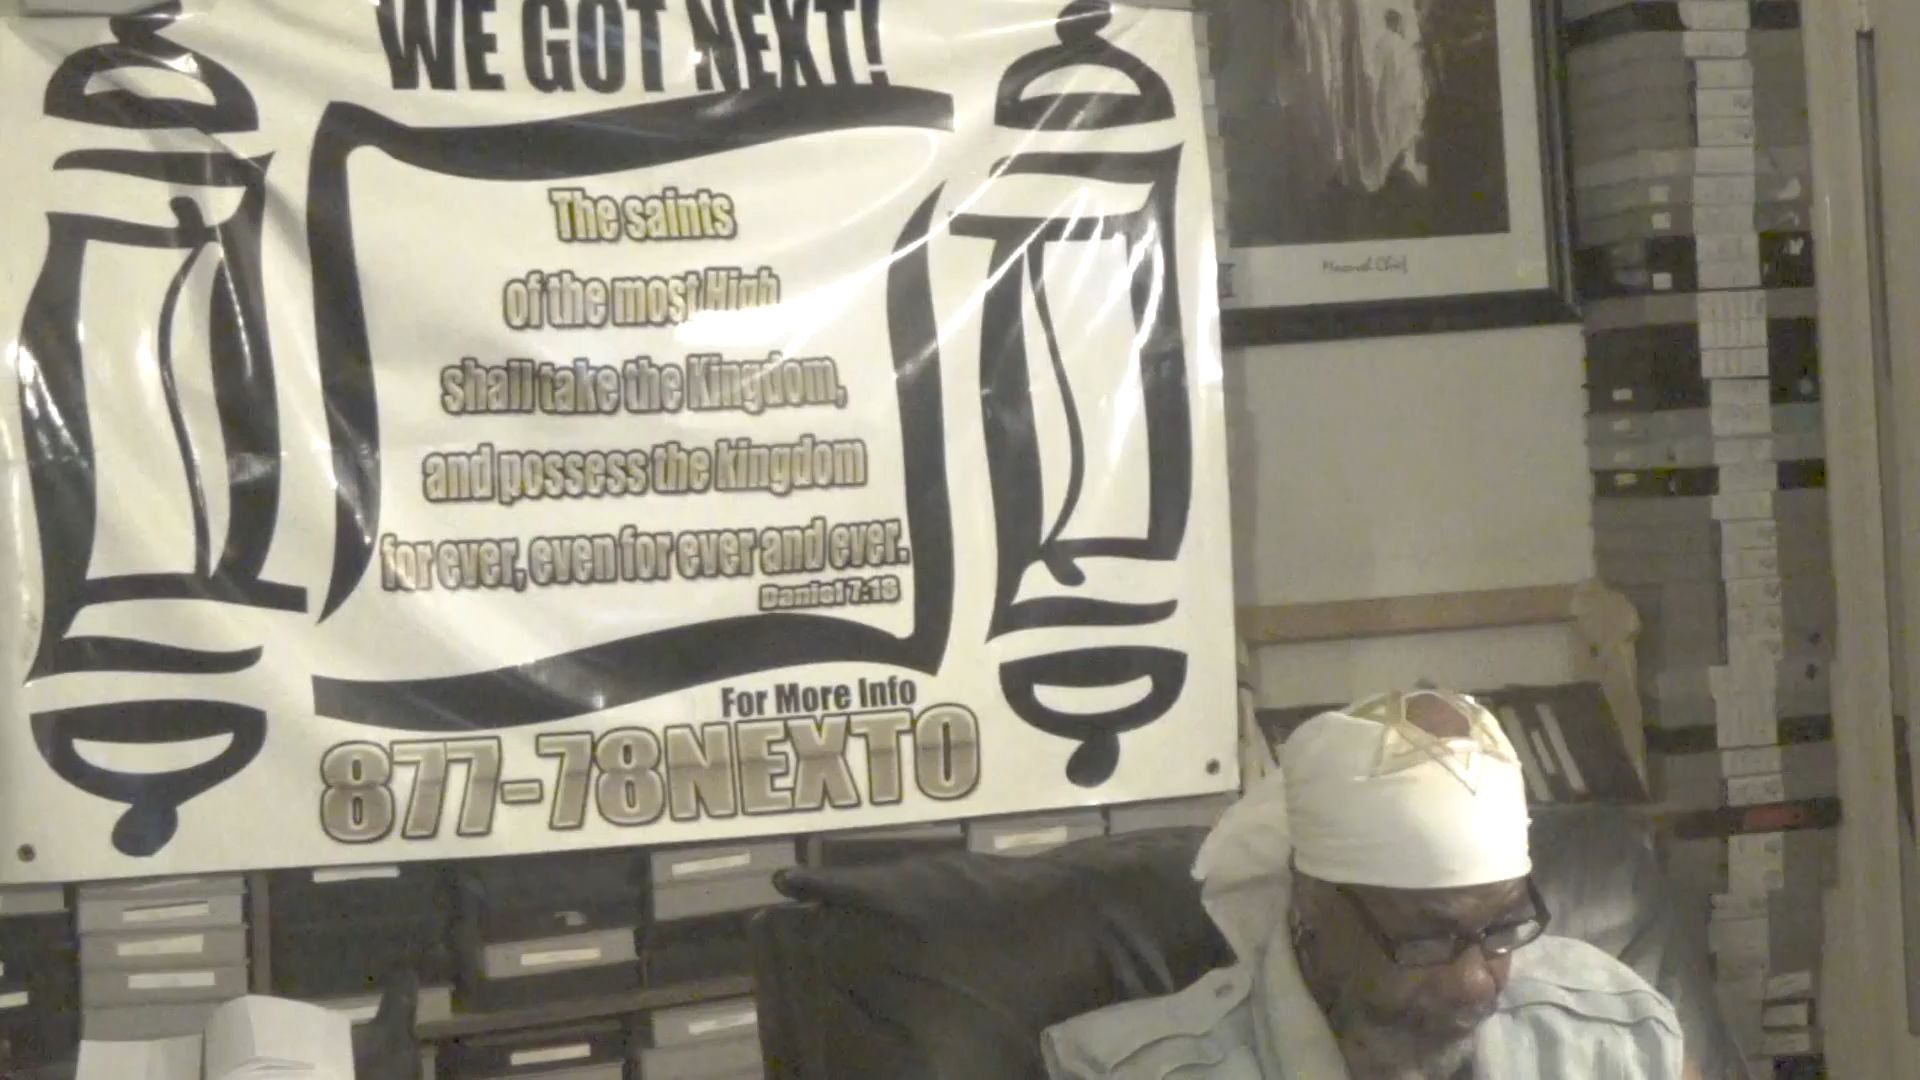 WE GOT NEXT!
The saints
of the most High
shall take the Kingdom,
and possess the kingdom
for ever, even for ever and ever.
Daniel 7:18
For More Info
877-78NEXTO